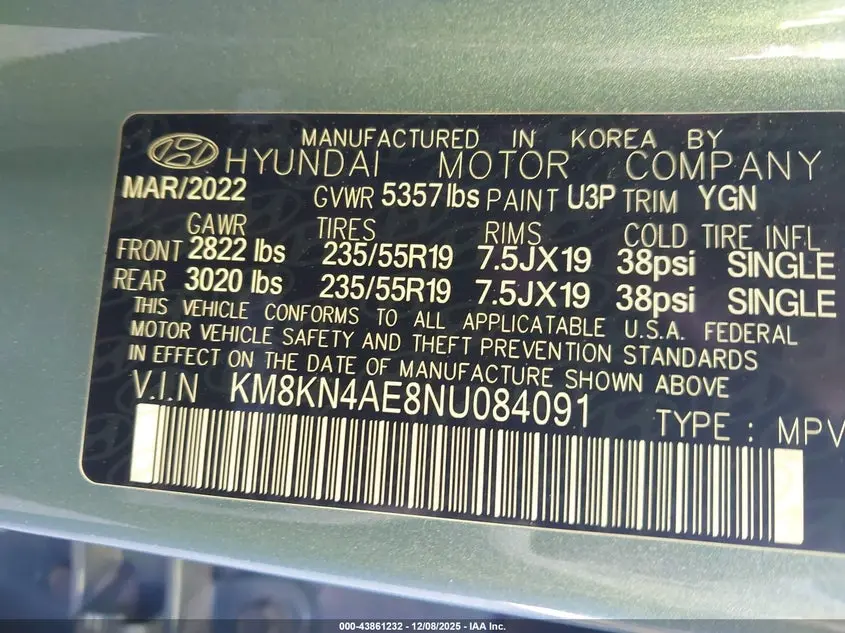 MANUFACTURED IN KOREA BY
HYUNDAI MOTOR COMPANY
MAR/2022 GVWR 5357 lbs PAINT U3P TRIM YGN
GAWR TIRES RIMS COLD TIRE INFL
FRONT 2822 lbs 235/55R19 7.5JX19 38psi SINGLE
REAR 3020 lbs 235/55R19 7.5JX19 38psi SINGLE
THIS VEHICLE CONFORMS TO ALL APPLICATABLE U.S.A. FEDERAL
MOTOR VEHICLE SAFETY AND THEFT PREVENTION STANDARDS
IN EFFECT ON THE DATE OF MANUFACTURE SHOWN ABOVE
V.I.N KM8KN4AE8NU084091 TYPE : MPV
000-43861232 - 12/08/2025 - IAA Inc.